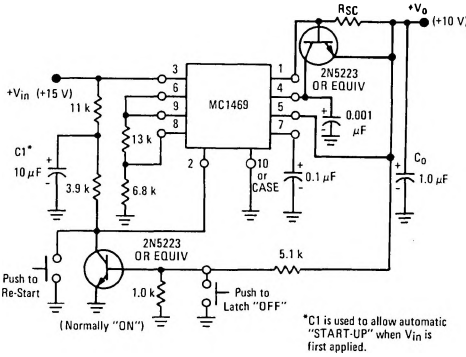 RSC
+Vo
(+10 V)
2N5223
OR EQUIV
3
1
+Vin (+15 V)
6
4
11 k
MC1469
9
5
0.001
µF
8
7
13 k
C1*
10 µF
2
10
or
CASE
0.1 µF
Co
1.0 µF
3.9 k
6.8 k
2N5223
OR EQUIV
5.1 k
Push to
Re-Start
1.0 k
Push to
Latch "OFF"
(Normally "ON")
*C1 is used to allow automatic
"START-UP" when Vin is
first applied.